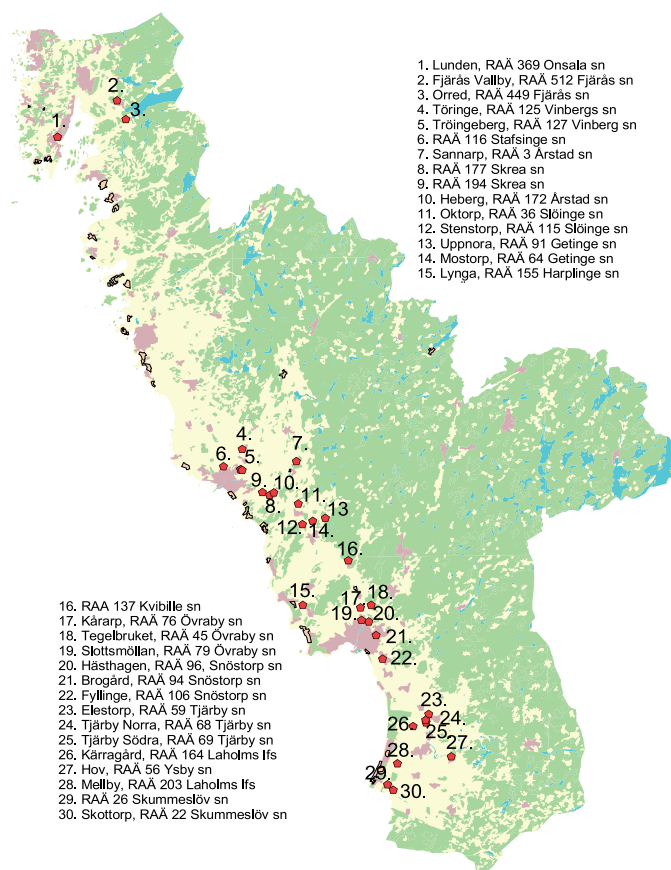 1. Lunden, RAÄ 369 Onsala sn
2. Fjärås Vallby, RAÄ 512 Fjärås sn
3. Orred, RAÄ 449 Fjärås sn
4. Töringe, RAÄ 125 Vinbergs sn
5. Tröingeberg, RAÄ 127 Vinberg sn
6. RAÄ 116 Stafsinge sn
7. Sannarp, RAÄ 3 Årstad sn
8. RAÄ 177 Skrea sn
9. RAÄ 194 Skrea sn
10. Heberg, RAÄ 172 Årstad sn
11. Oktorp, RAÄ 36 Slöinge sn
12. Stenstorp, RAÄ 115 Slöinge sn
13. Uppnora, RAÄ 91 Getinge sn
14. Mostorp, RAÄ 64 Getinge sn
15. Lynga, RAÄ 155 Harplinge sn
2.
3.
1.
4.
6.
5.
7.
9.
10.
8.
11.
12.
14.
13
16.
15.
17.
18.
19.
20.
21.
22.
23.
24.
26
25.
27.
28.
29.
30.
16. RAA 137 Kvibille sn
17. Kårarp, RAÄ 76 Övraby sn
18. Tegelbruket, RAÄ 45 Övraby sn
19. Slottsmöllan, RAÄ 79 Övraby sn
20. Hästhagen, RAÄ 96, Snöstorp sn
21. Brogård, RAÄ 94 Snöstorp sn
22. Fyllinge, RAÄ 106 Snöstorp sn
23. Elestorp, RAÄ 59 Tjärby sn
24. Tjärby Norra, RAÄ 68 Tjärby sn
25. Tjärby Södra, RAÄ 69 Tjärby sn
26. Kärragård, RAÄ 164 Laholms lfs
27. Hov, RAÄ 56 Ysby sn
28. Mellby, RAÄ 203 Laholms lfs
29. RAÄ 26 Skummeslöv sn
30. Skottorp, RAÄ 22 Skummeslöv sn